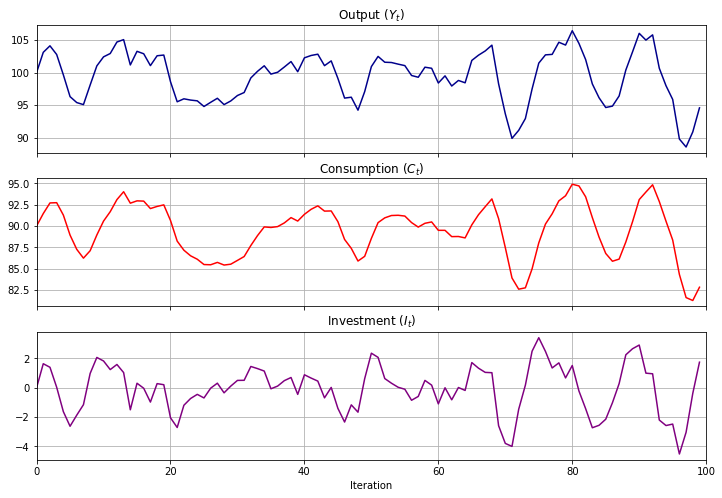 Output (Y_t)
105
100
95
90
Consumption (C_t)
95.0
92.5
90.0
87.5
85.0
82.5
Investment (I_t)
2
0
−2
−4
0 20 40 60 80 100
Iteration